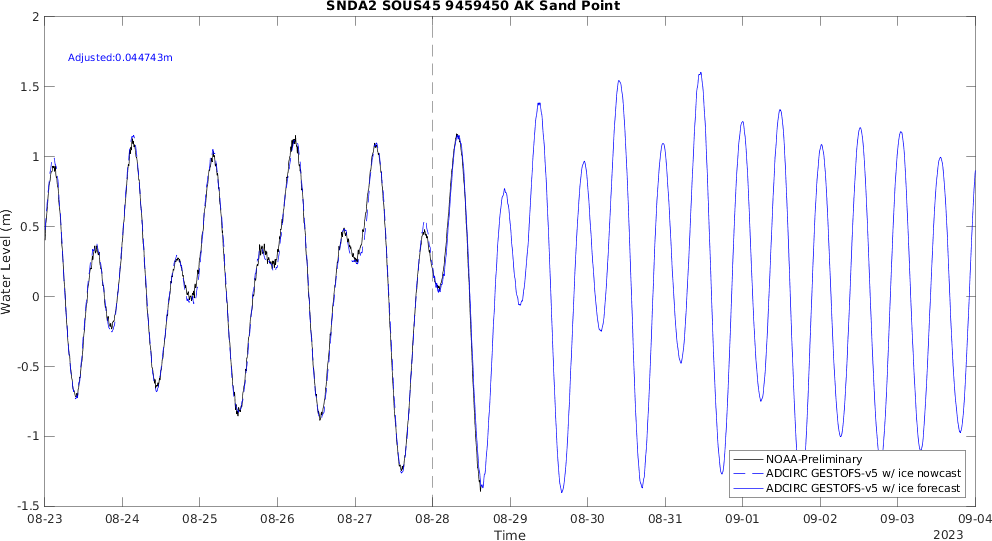 SNDA2 SOUS45 9459450 AK Sand Point
Adjusted:0.044743m
Water Level (m)
2
1.5
1
0.5
0
-0.5
-1
-1.5
08-23 08-24 08-25 08-26 08-27 08-28 08-29 08-30 08-31 09-01 09-02 09-03 09-04
Time
2023
NOAA-Preliminary
ADCIRC GESTOFS-v5 w/ ice nowcast
ADCIRC GESTOFS-v5 w/ ice forecast